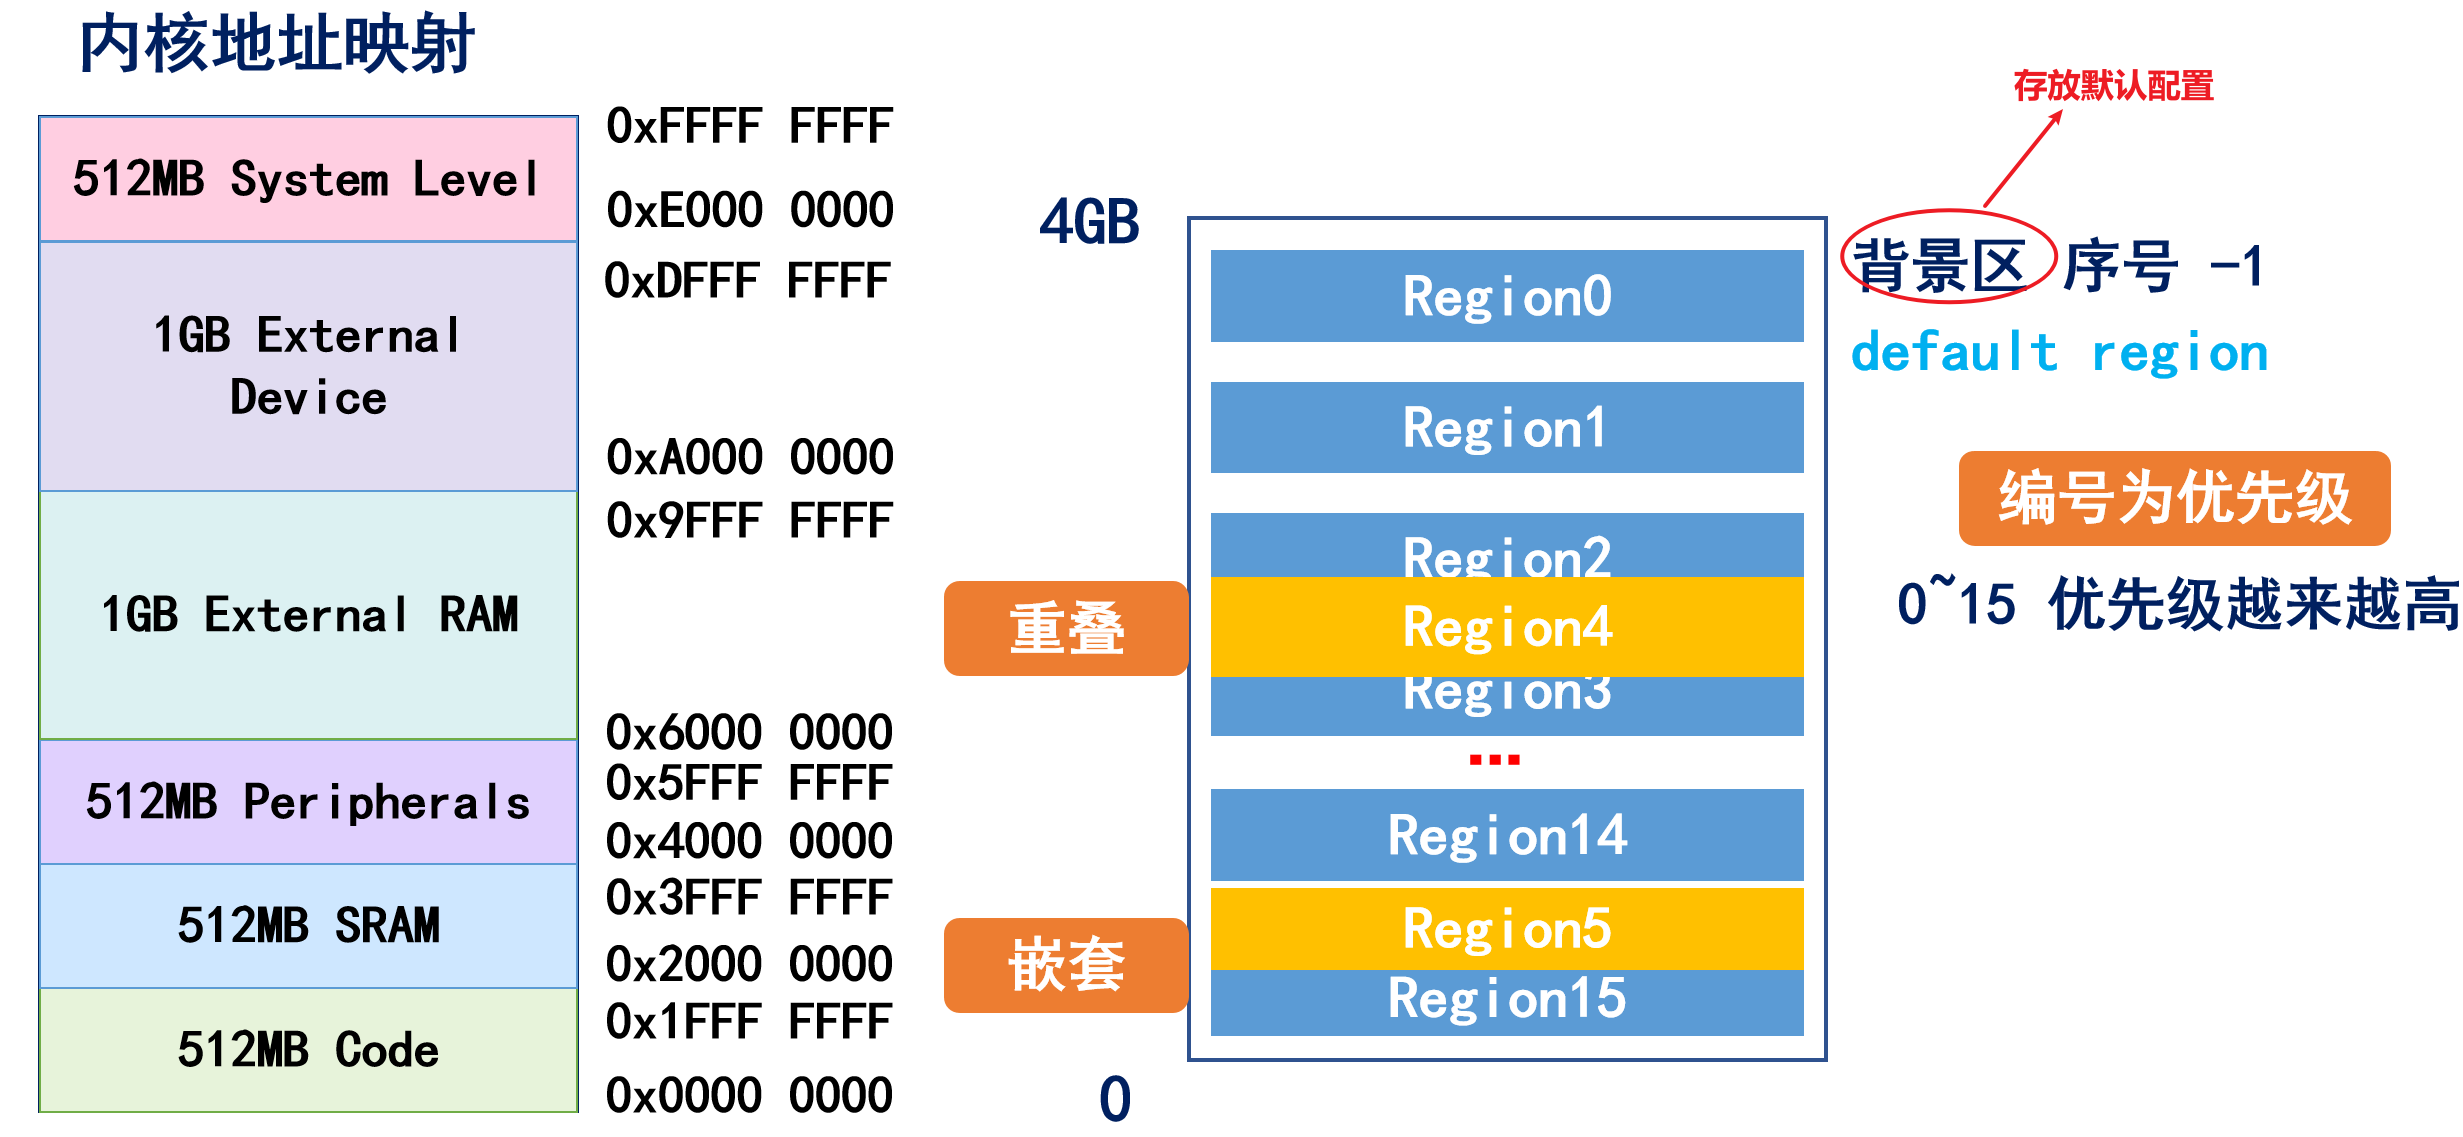 内核地址映射
512MB System Level
1GB External
Device
1GB External RAM
512MB Peripherals
512MB SRAM
512MB Code
0xFFFF FFFF
0xE000 0000
0xDFFF FFFF
0xA000 0000
0x9FFF FFFF
0x6000 0000
0x5FFF FFFF
0x4000 0000
0x3FFF FFFF
0x2000 0000
0x1FFF FFFF
0x0000 0000
4GB
重叠
嵌套
0
Region0
Region1
Region2
Region4
Region3
...
Region14
Region5
Region15
存放默认配置
背景区 序号 -1
default region
编号为优先级
0~15 优先级越来越高